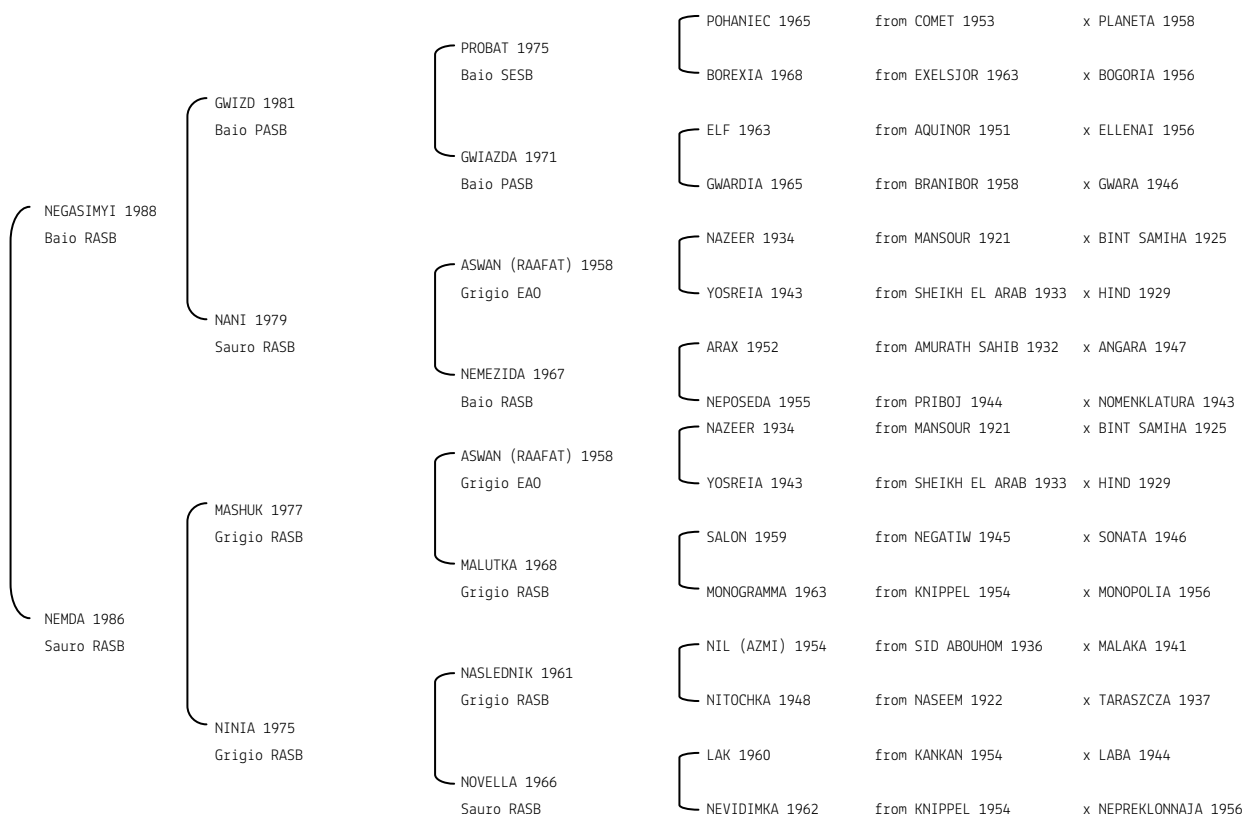 POHANIEC 1965 from COMET 1953 x PLANETA 1958
PROBAT 1975
Baio SESB
BOREXIA 1968 from EXELSJOR 1963 x BOGORIA 1956
GWIZD 1981
Baio PASB
ELF 1963 from AQUINOR 1951 x ELLENAI 1956
GWIAZDA 1971
Baio PASB
GWARDIA 1965 from BRANIBOR 1958 x GWARA 1946
NEGASIMYI 1988
Baio RASB
NAZEER 1934 from MANSOUR 1921 x BINT SAMIHA 1925
ASWAN (RAAFAT) 1958
Grigio EAO
YOSREIA 1943 from SHEIKH EL ARAB 1933 x HIND 1929
NANI 1979
Sauro RASB
ARAX 1952 from AMURATH SAHIB 1932 x ANGARA 1947
NEMEZIDA 1967
Baio RASB
NEPOSEDA 1955 from PRIBOJ 1944 x NOMENKLATURA 1943
NAZEER 1934 from MANSOUR 1921 x BINT SAMIHA 1925
ASWAN (RAAFAT) 1958
Grigio EAO
YOSREIA 1943 from SHEIKH EL ARAB 1933 x HIND 1929
MASHUK 1977
Grigio RASB
SALON 1959 from NEGATIW 1945 x SONATA 1946
MALUTKA 1968
Grigio RASB
MONOGRAMMA 1963 from KNIPPEL 1954 x MONOPOLIA 1956
NEMDA 1986
Sauro RASB
NIL (AZMI) 1954 from SID ABOUHOM 1936 x MALAKA 1941
NASLEDNIK 1961
Grigio RASB
NITOCHKA 1948 from NASEEM 1922 x TARASZCZA 1937
NINIA 1975
Grigio RASB
LAK 1960 from KANKAN 1954 x LABA 1944
NOVELLA 1966
Sauro RASB
NEVIDIMKA 1962 from KNIPPEL 1954 x NEPREKLONNAJA 1956